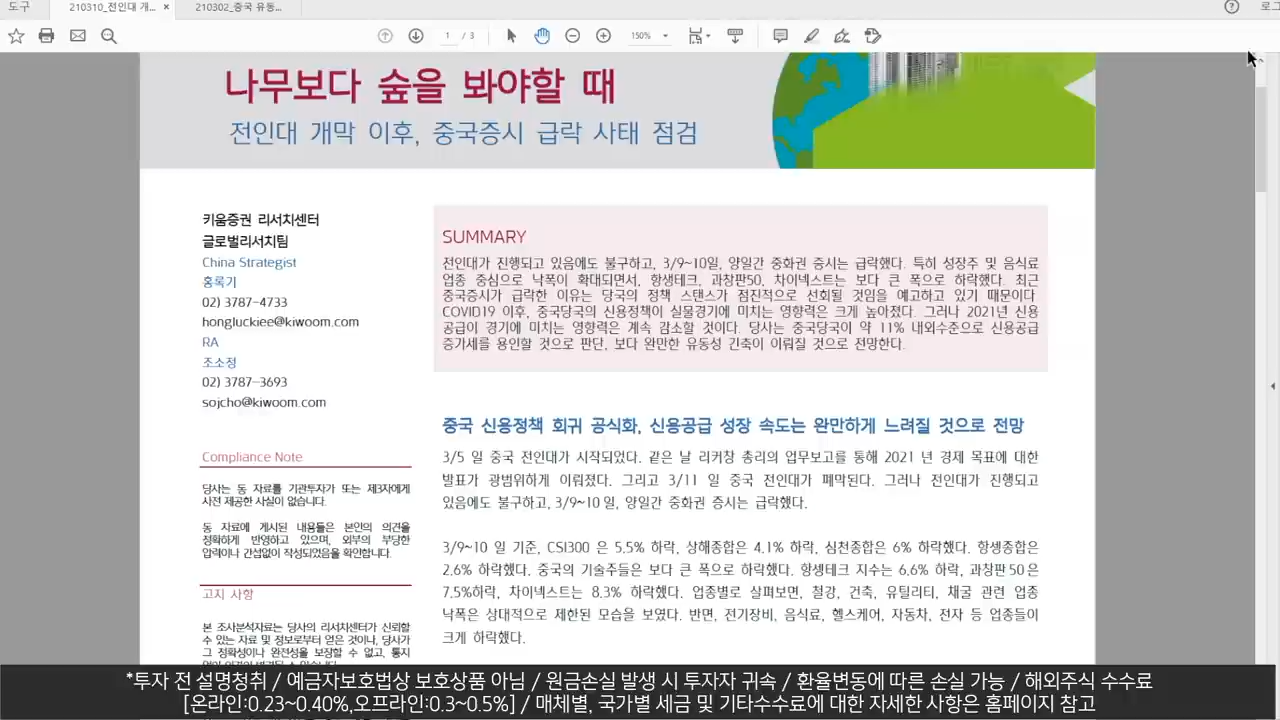 도구
210310_전인대 개... ×
210302_중국 유동...
로그
1 / 3
150%
나무보다 숲을 봐야할 때
전인대 개막 이후, 중국증시 급락 사태 점검
키움증권 리서치센터
글로벌리서치팀
China Strategist
홍록기
02) 3787-4733
hongluckiee@kiwoom.com
RA
조소정
02) 3787-3693
sojcho@kiwoom.com
Compliance Note
당사는 동 자료를 기관투자가 또는 제3자에게
사전 제공한 사실이 없습니다.
동 자료에 게시된 내용들은 본인의 의견을
정확하게 반영하고 있으며, 외부의 부당한
압력이나 간섭없이 작성되었음을 확인합니다.
고지 사항
본 조사분석자료는 당사의 리서치센터가 신뢰할
수 있는 자료 및 정보로부터 얻은 것이나, 당사가
그 정확성이나 완전성을 보장할 수 없고, 통지
SUMMARY
전인대가 진행되고 있음에도 불구하고, 3/9~10일, 양일간 중화권 증시는 급락했다. 특히 성장주 및 음식료
업종 중심으로 낙폭이 확대되면서, 항생테크, 과창판50, 차이넥스트는 보다 큰 폭으로 하락했다. 최근
중국증시가 급락한 이유는 당국의 정책 스탠스가 점진적으로 선회될 것임을 예고하고 있기 때문이다.
COVID19 이후, 중국당국의 신용정책이 실물경기에 미치는 영향력은 크게 높아졌다. 그러나 2021년 신용
공급이 경기에 미치는 영향력은 계속 감소할 것이다. 당사는 중국당국이 약 11% 내외수준으로 신용공급
증가세를 용인할 것으로 판단, 보다 완만한 유동성 긴축이 이뤄질 것으로 전망한다.
중국 신용정책 회귀 공식화, 신용공급 성장 속도는 완만하게 느려질 것으로 전망
3/5 일 중국 전인대가 시작되었다. 같은 날 리커창 총리의 업무보고를 통해 2021 년 경제 목표에 대한
발표가 광범위하게 이뤄졌다. 그리고 3/11 일 중국 전인대가 폐막된다. 그러나 전인대가 진행되고
있음에도 불구하고, 3/9~10 일, 양일간 중화권 증시는 급락했다.
3/9~10 일 기준, CSI300 은 5.5% 하락, 상해종합은 4.1% 하락, 심천종합은 6% 하락했다. 항셍종합은
2.6% 하락했다. 중국의 기술주들은 보다 큰 폭으로 하락했다. 항셍테크 지수는 6.6% 하락, 과창판 50 은
7.5%하락, 차이넥스트는 8.3% 하락했다. 업종별로 살펴보면, 철강, 건축, 유틸리티, 채굴 관련 업종
낙폭은 상대적으로 제한된 모습을 보였다. 반면, 전기장비, 음식료, 헬스케어, 자동차, 전자 등 업종들이
크게 하락했다.
*투자 전 설명청취 / 예금자보호법상 보호상품 아님 / 원금손실 발생 시 투자자 귀속 / 환율변동에 따른 손실 가능 / 해외주식 수수료
[온라인:0.23~0.40%,오프라인:0.3~0.5%] / 매체별, 국가별 세금 및 기타수수료에 대한 자세한 사항은 홈페이지 참고